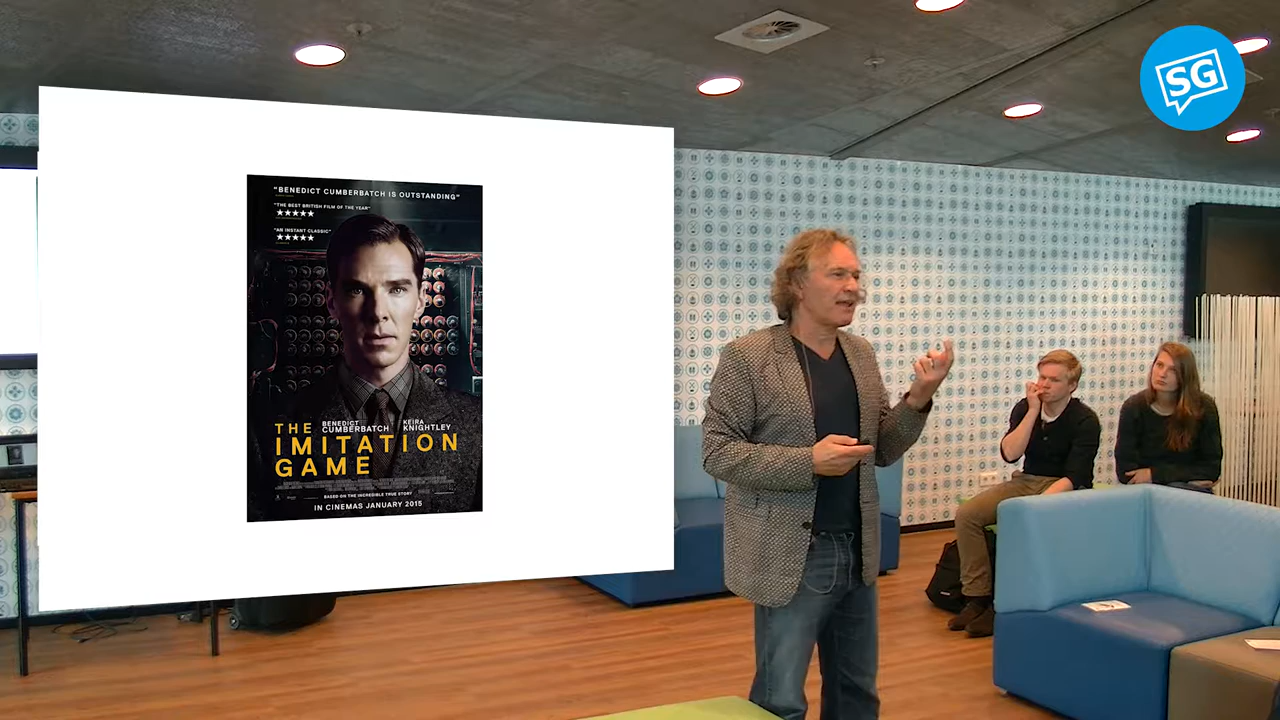 "BENEDICT CUMBERBATCH IS OUTSTANDING"
"THE BEST BRITISH FILM OF THE YEAR"
"AN INSTANT CLASSIC"
BENEDICT CUMBERBATCH
KEIRA KNIGHTLEY
THE
IMITATION
GAME
BASED ON THE INCREDIBLE TRUE STORY
IN CINEMAS JANUARY 2015
SG